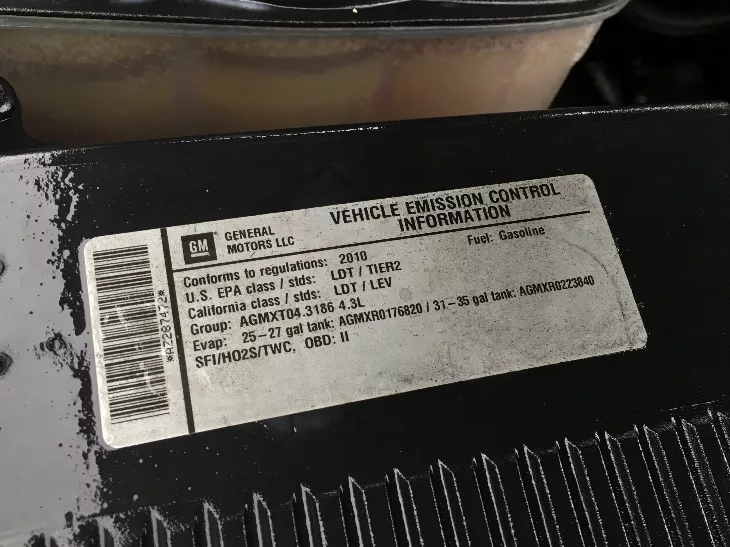 VEHICLE EMISSION CONTROL
INFORMATION
GM
GENERAL
MOTORS LLC
Fuel: Gasoline
Conforms to regulations: 2010
U.S. EPA class / stds: LDT / TIER2
California class / stds: LDT / LEV
Group: AGMXT04.3186 4.3L
Evap: 25-27 gal tank: AGMXR0176820 / 31-35 gal tank: AGMXR0223840
SFI/HO2S/TWC, OBD: II
*A7287472*